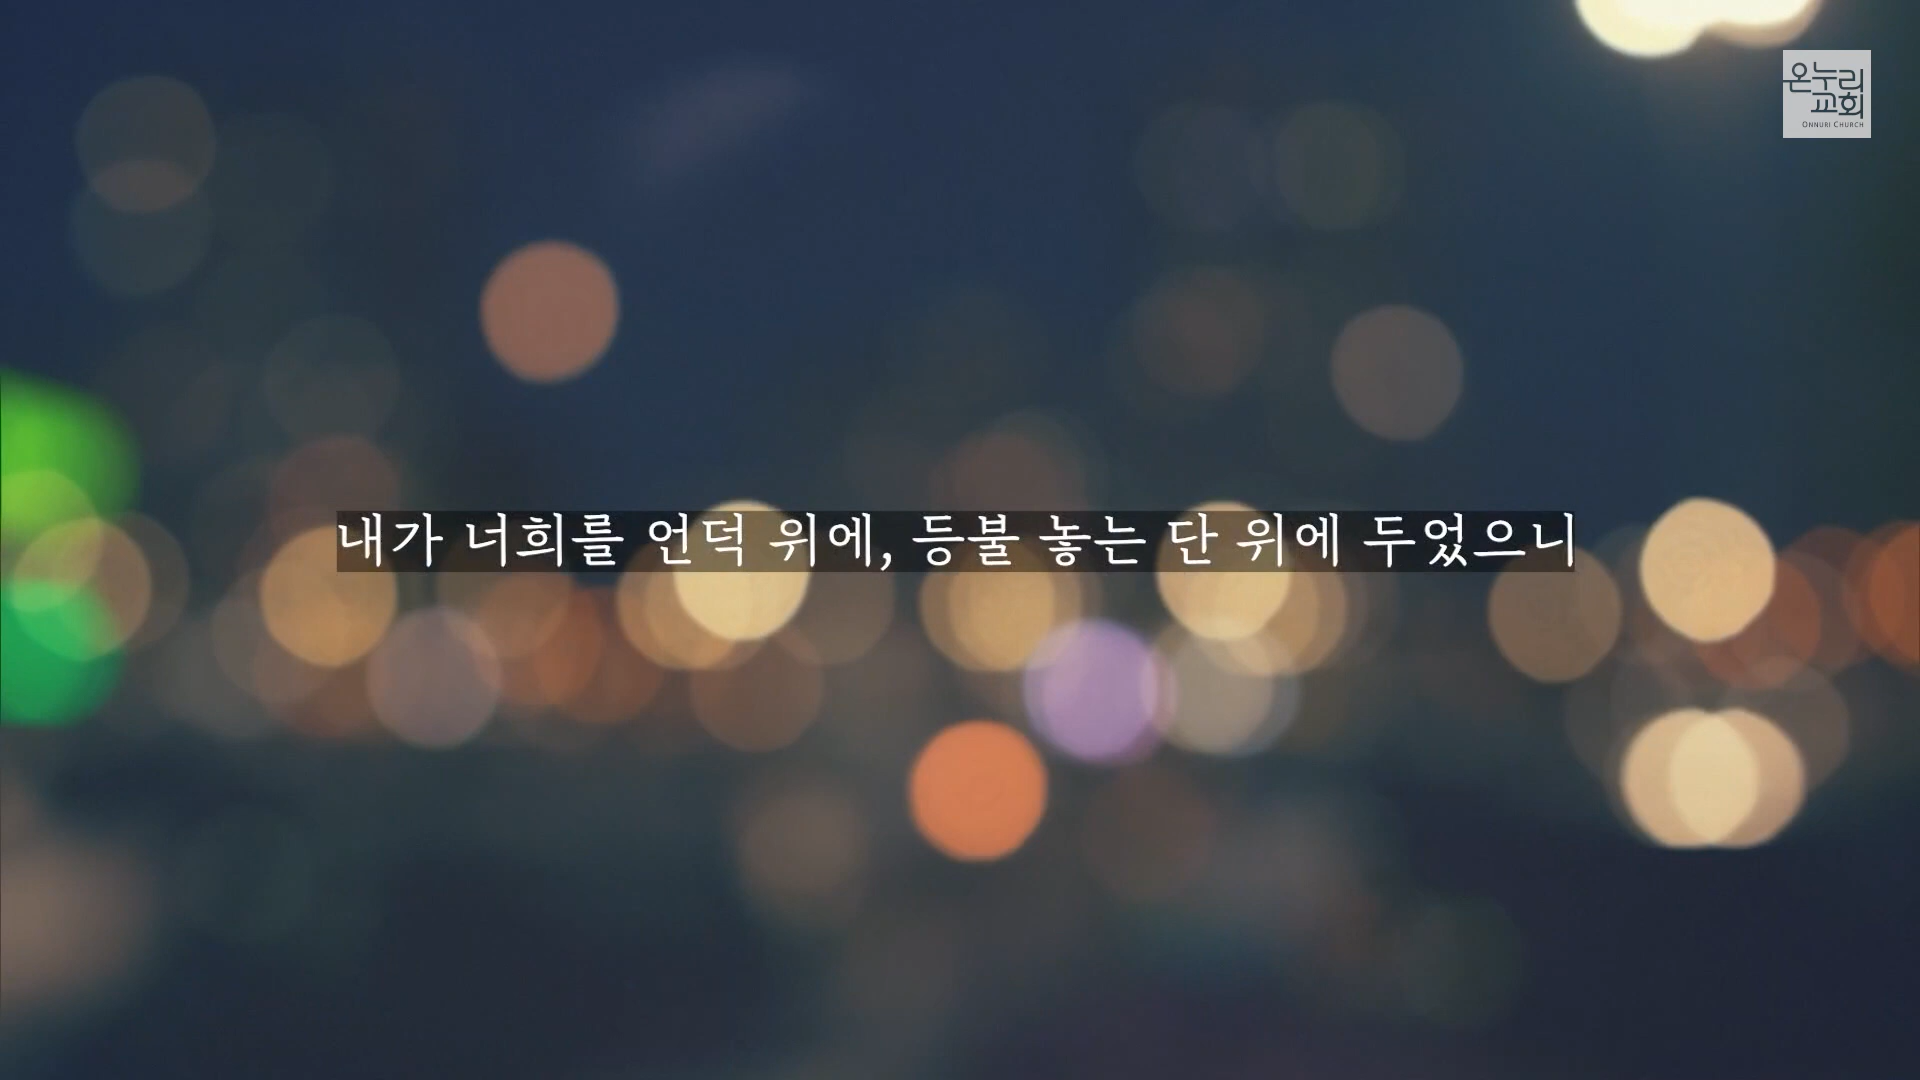 온누리
교회
ONNURI CHURCH
내가 너희를 언덕 위에, 등불 놓는 단 위에 두었으니